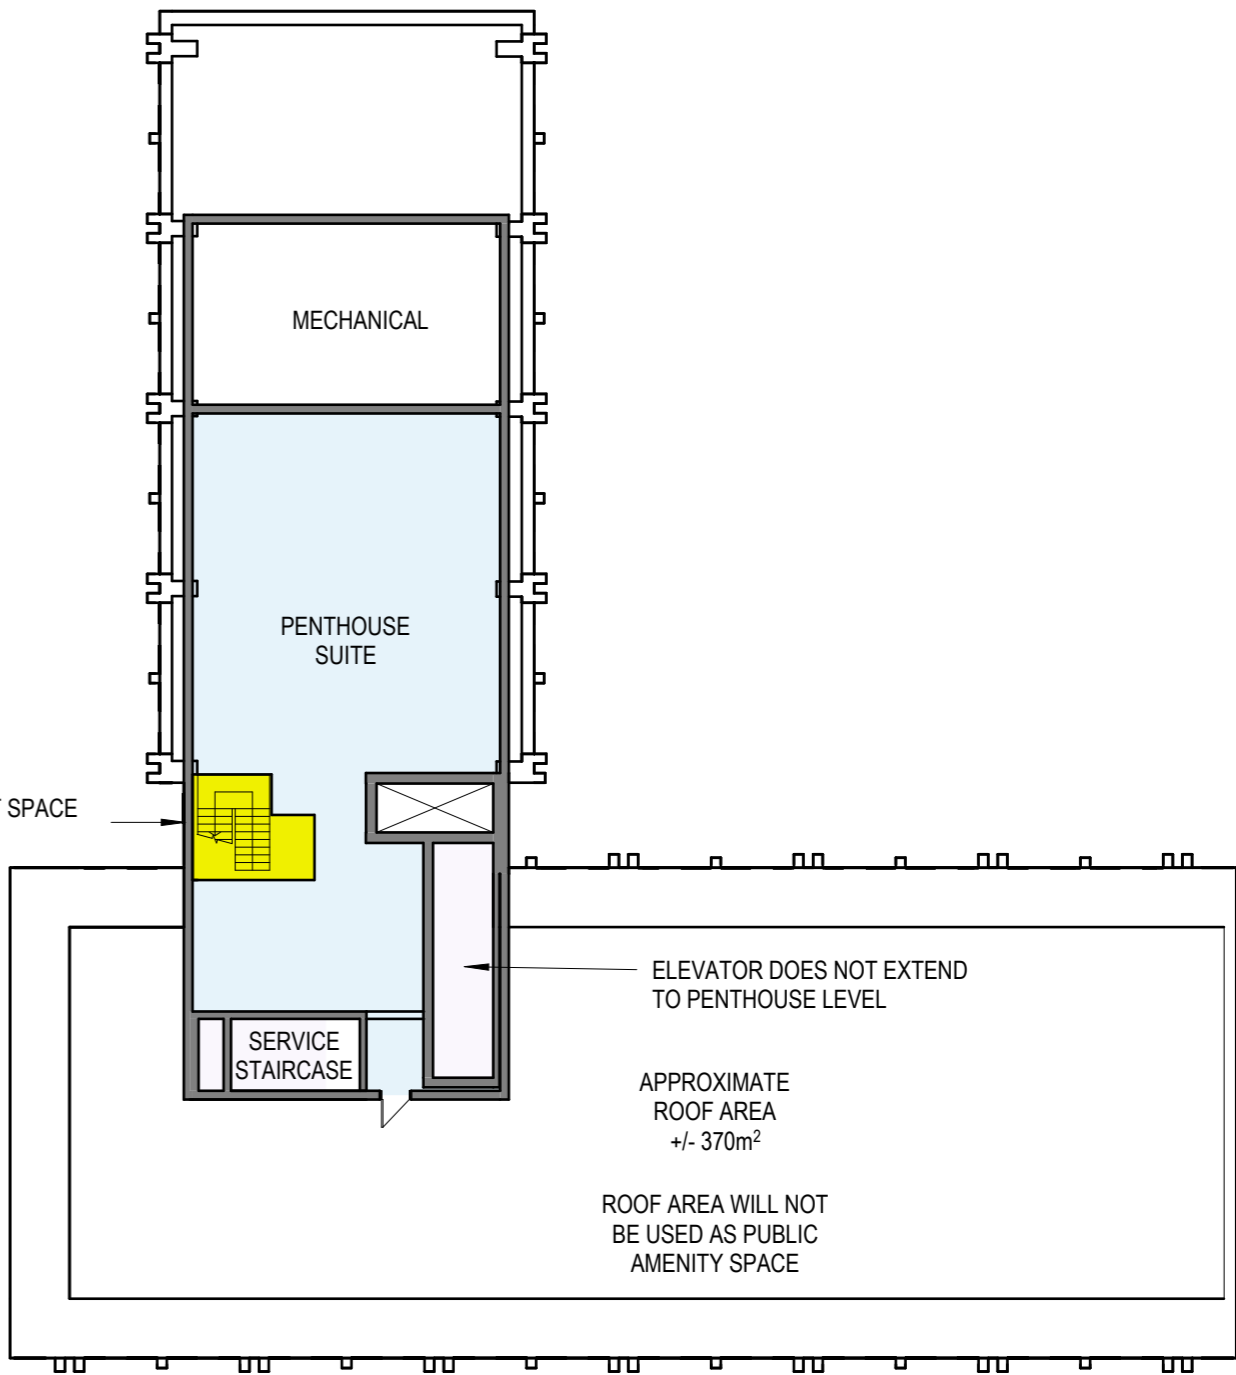 MECHANICAL
PENTHOUSE
SUITE
SPACE
ELEVATOR DOES NOT EXTEND
TO PENTHOUSE LEVEL
SERVICE
STAIRCASE
APPROXIMATE
ROOF AREA
+/- 370m²
ROOF AREA WILL NOT
BE USED AS PUBLIC
AMENITY SPACE